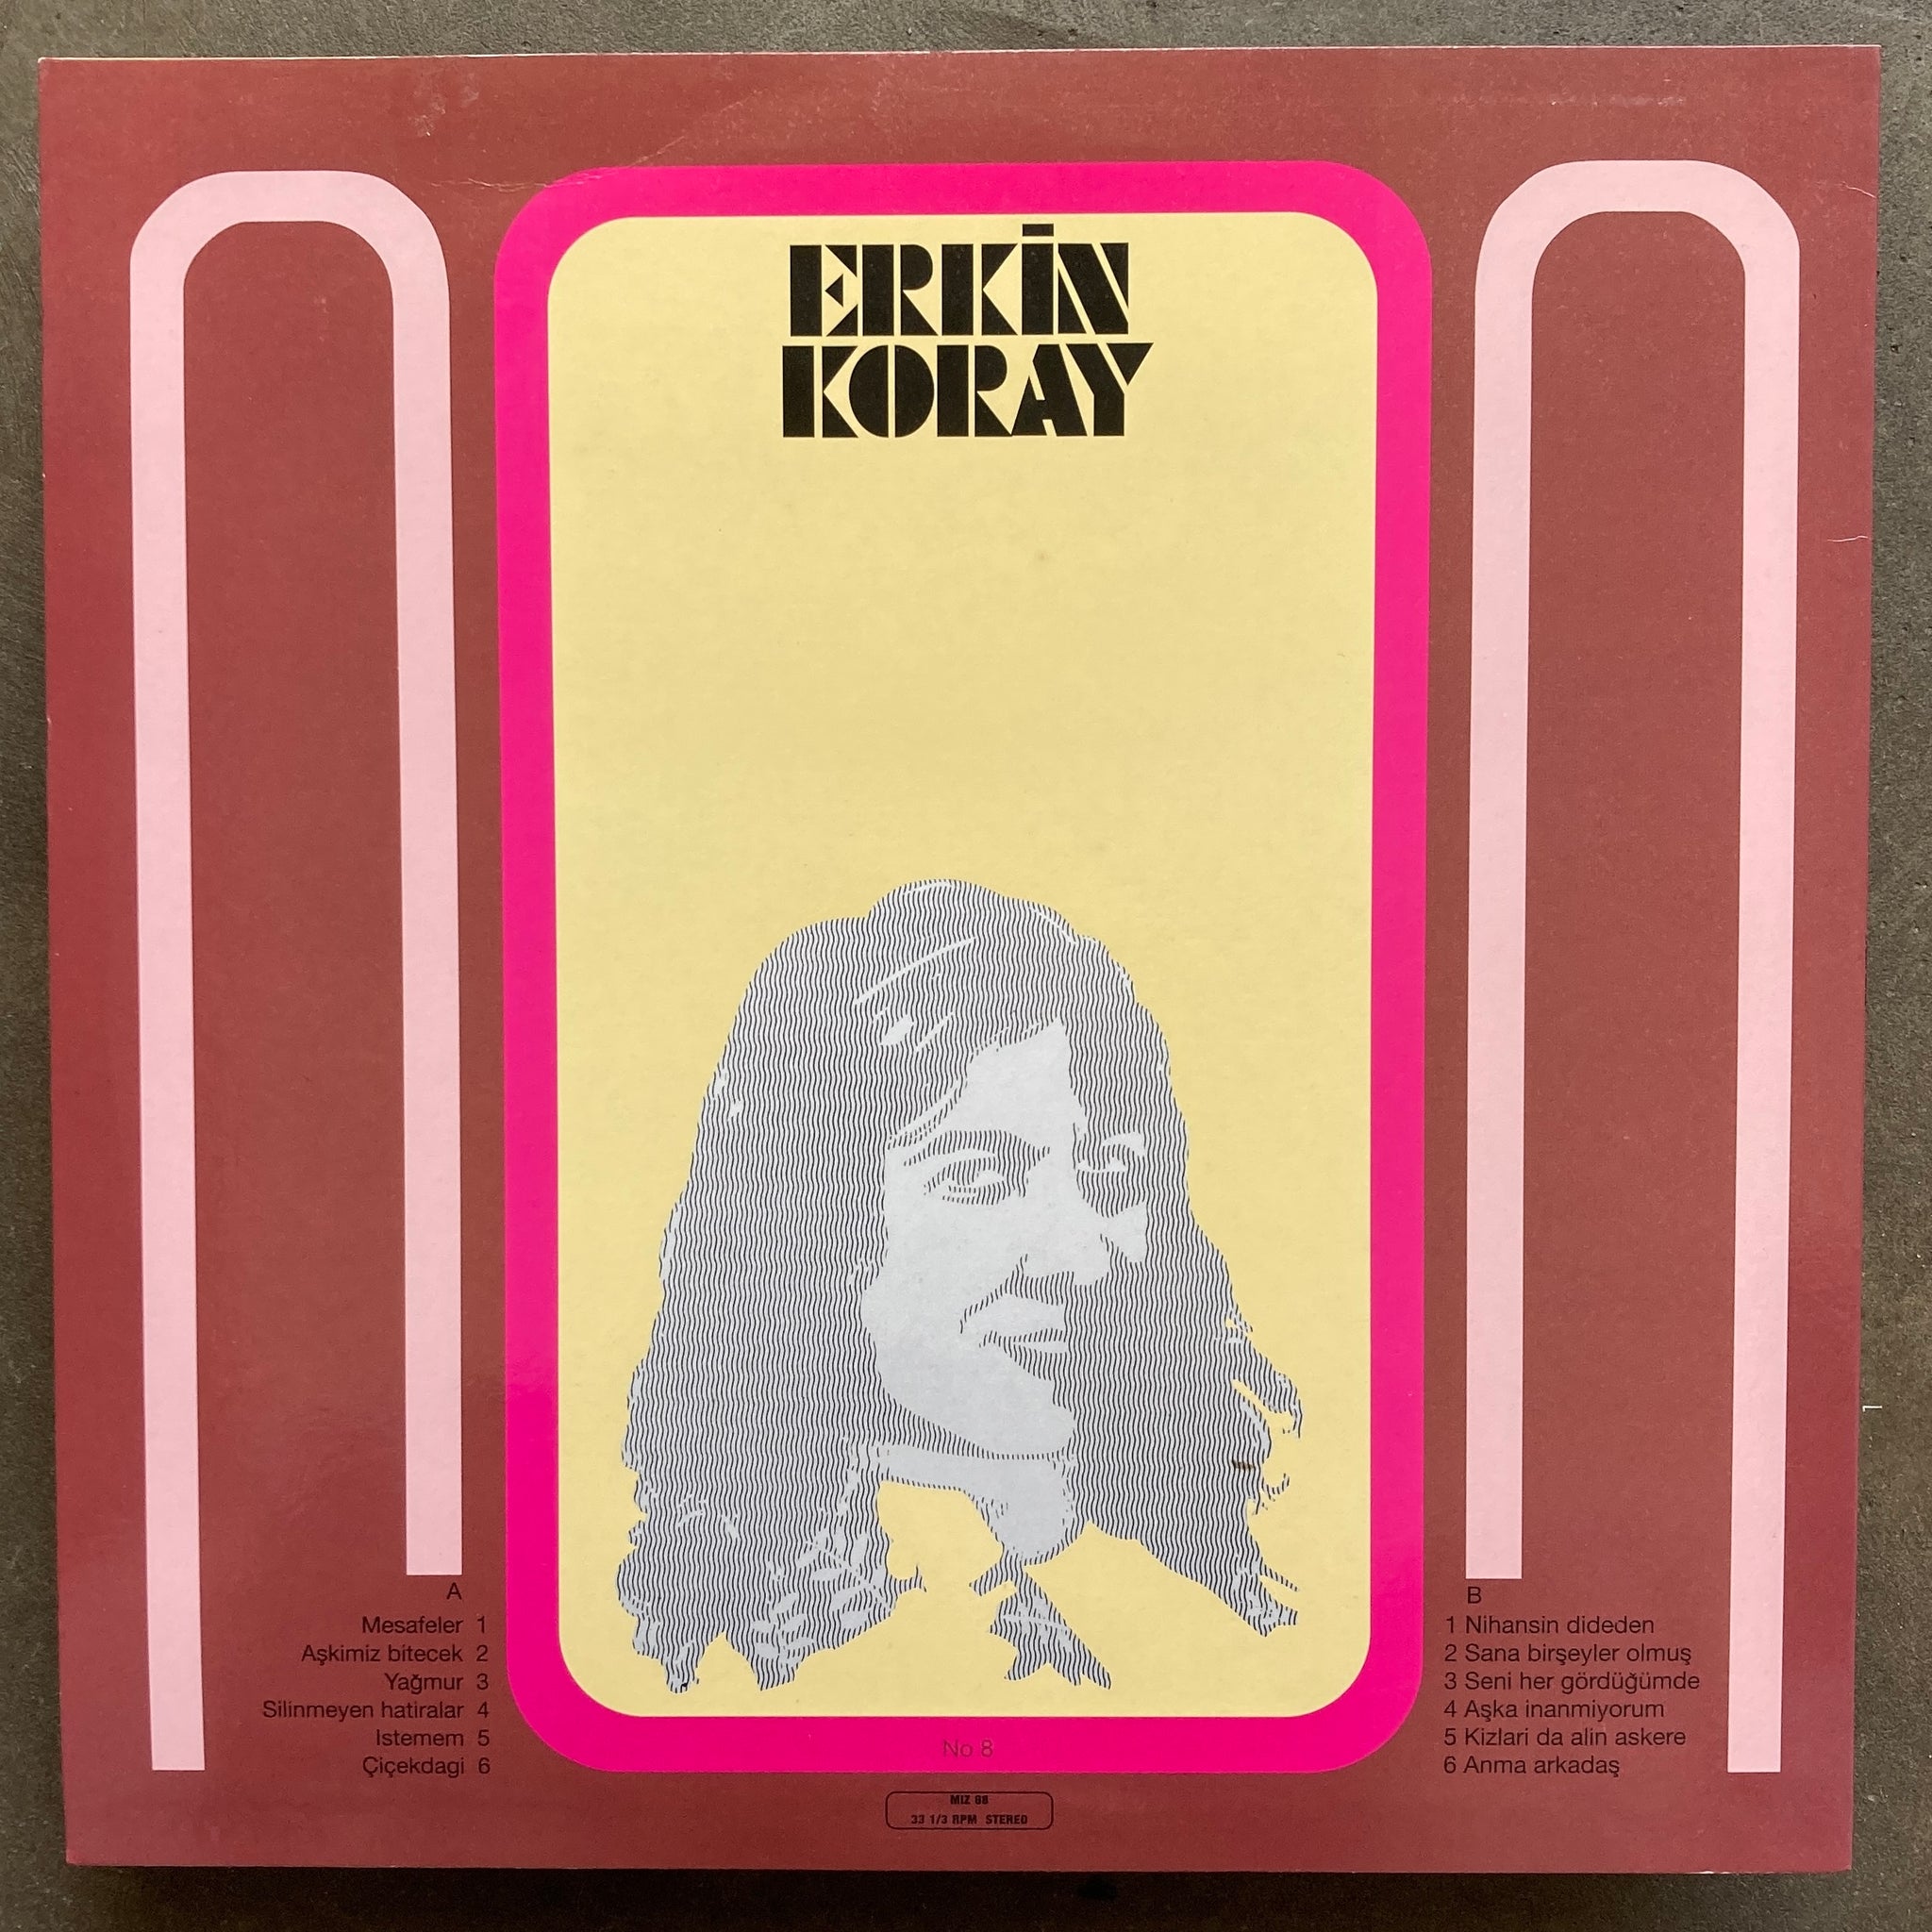 ERKİN
KORAY
A
Mesafeler 1
Aşkimiz bitecek 2
Yağmur 3
Silinmeyen hatiralar 4
Istemem 5
Çiçekdagi 6
B
1 Nihansin dideden
2 Sana birşeyler olmuş
3 Seni her gördüğümde
4 Aşka inanmiyorum
5 Kizlari da alin askere
6 Anma arkadaş
No 8
MIZ 88
33 1/3 RPM STEREO